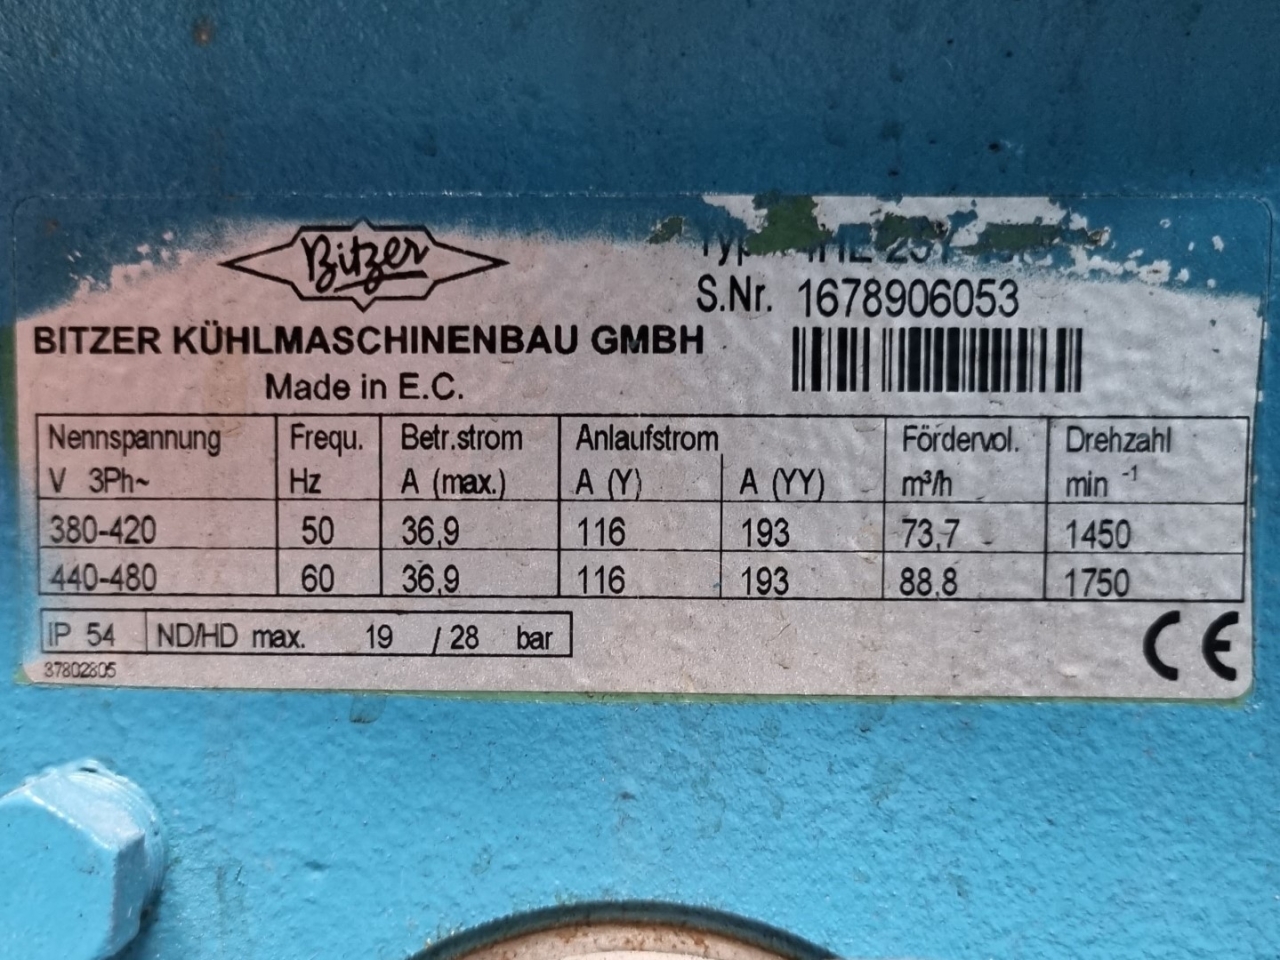 Bitzer
Typ
S.Nr. 1678906053
BITZER KÜHLMASCHINENBAU GMBH
Made in E.C.
Nennspannung Frequ. Betr.strom Anlaufstrom Fördervol. Drehzahl
V 3Ph~ Hz A (max.) A (Y) A (YY) m³/h min ⁻¹
380-420 50 36,9 116 193 73,7 1450
440-480 60 36,9 116 193 88,8 1750
IP 54 ND/HD max. 19 / 28 bar
37802805
CE